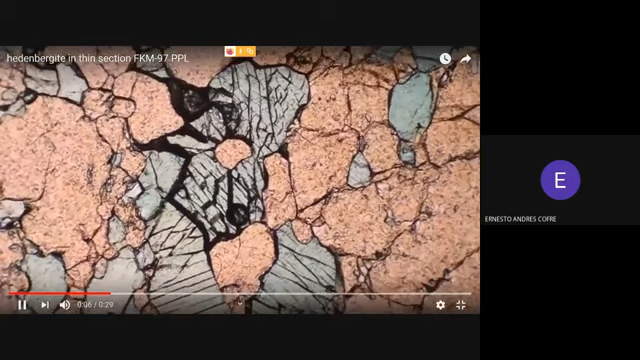 hedenbergite in thin section FKM-97 PPL
E
ERNESTO ANDRES COFRE
0:06 / 0:29